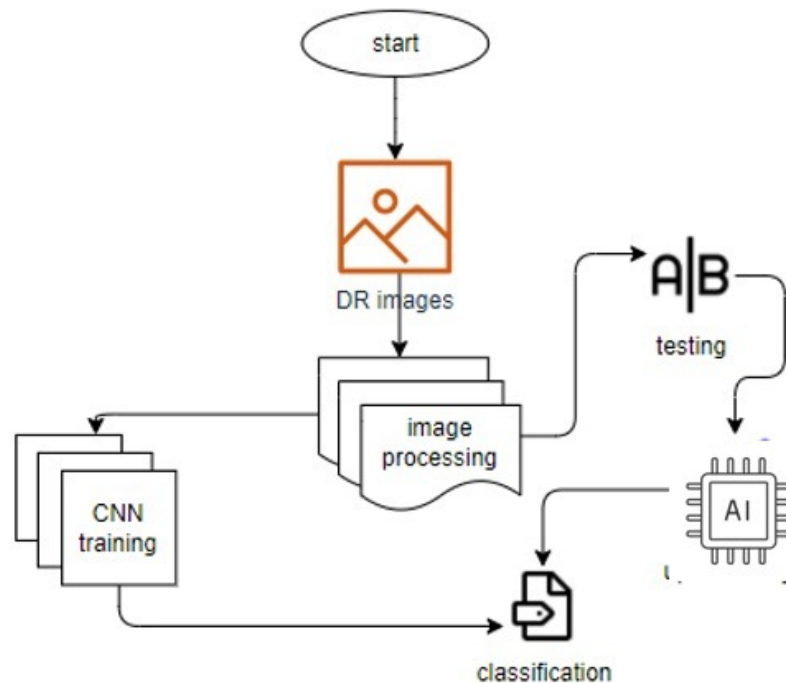 start
DR images
A|B
testing
image
processing
CNN
training
AI
classification